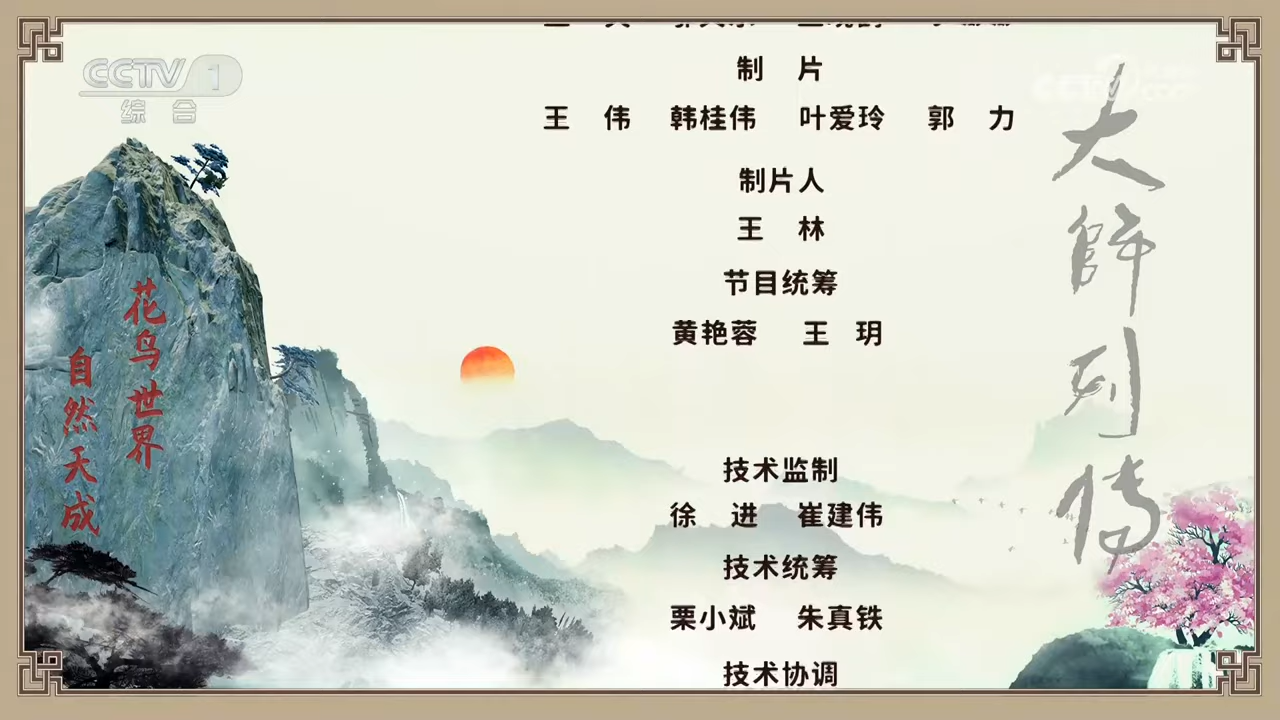 CCTV 1
综合
制 片
王 伟 韩桂伟 叶爱玲 郭 力
制片人
王 林
节目统筹
黄艳蓉 王 玥
技术监制
徐 进 崔建伟
技术统筹
栗小斌 朱真铁
技术协调
花鸟世界
自然天成
大师列传